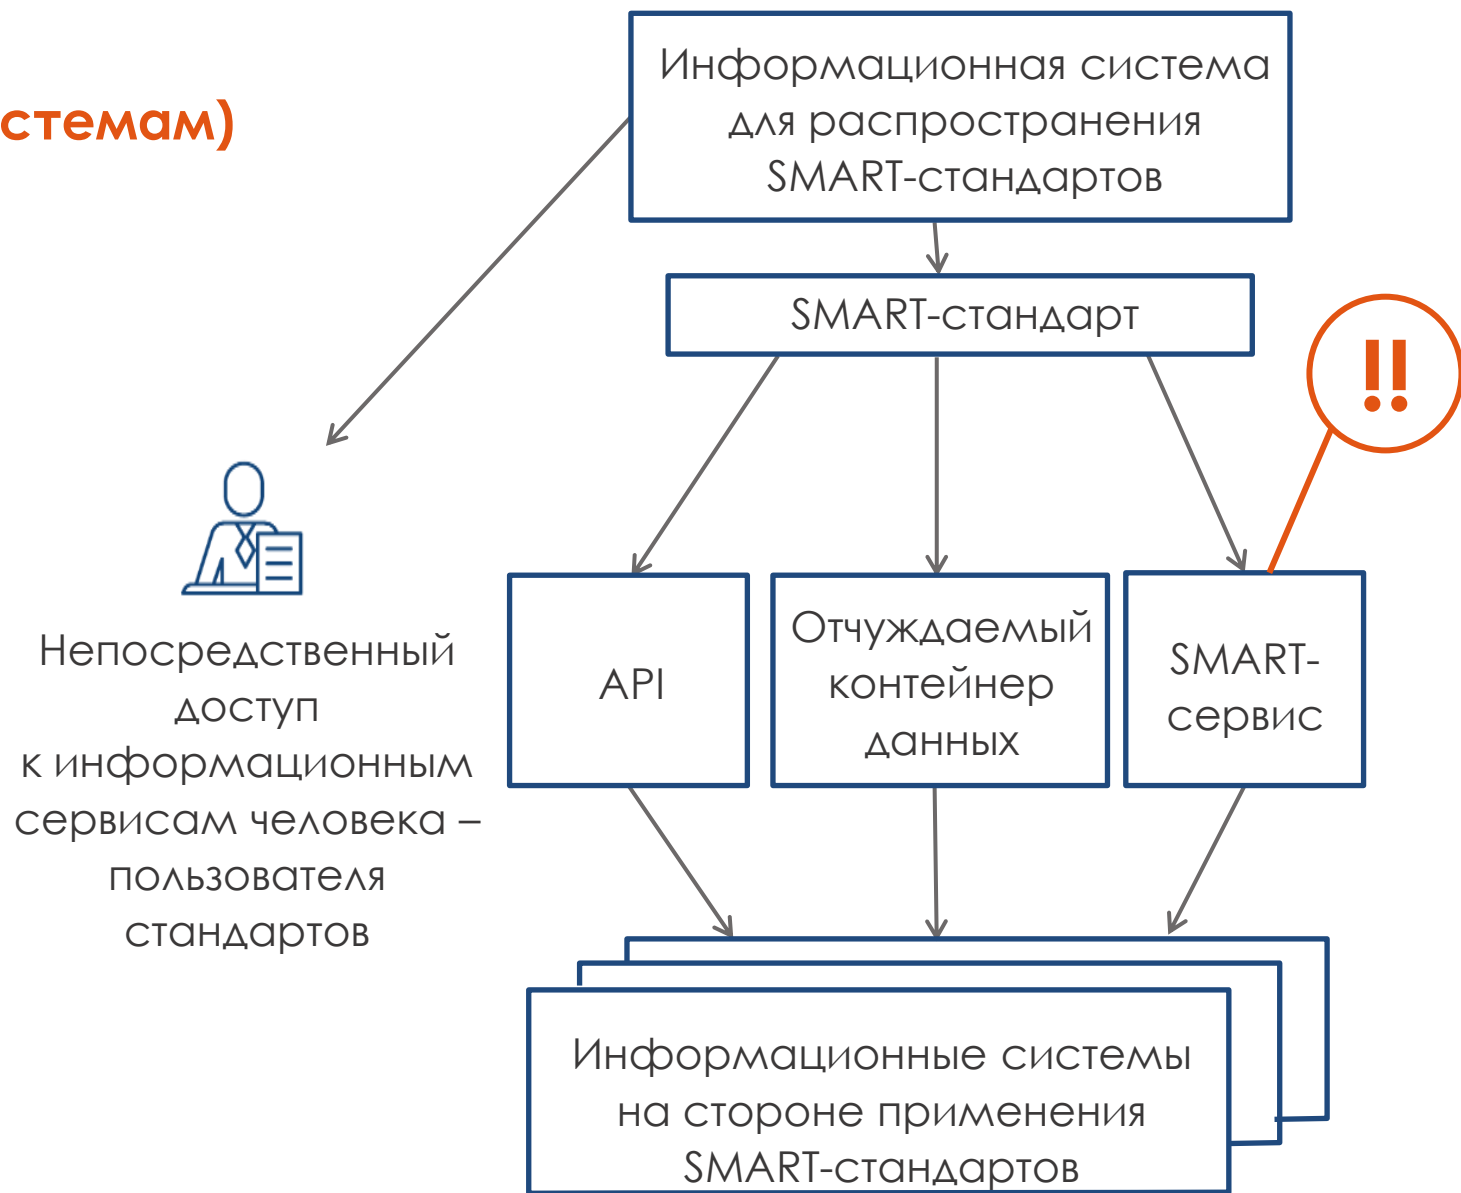 стемам)
Информационная система
для распространения
SMART-стандартов
SMART-стандарт
!!
Непосредственный
доступ
к информационным
сервисам человека –
пользователя
стандартов
API
Отчуждаемый
контейнер
данных
SMART-
сервис
Информационные системы
на стороне применения
SMART-стандартов